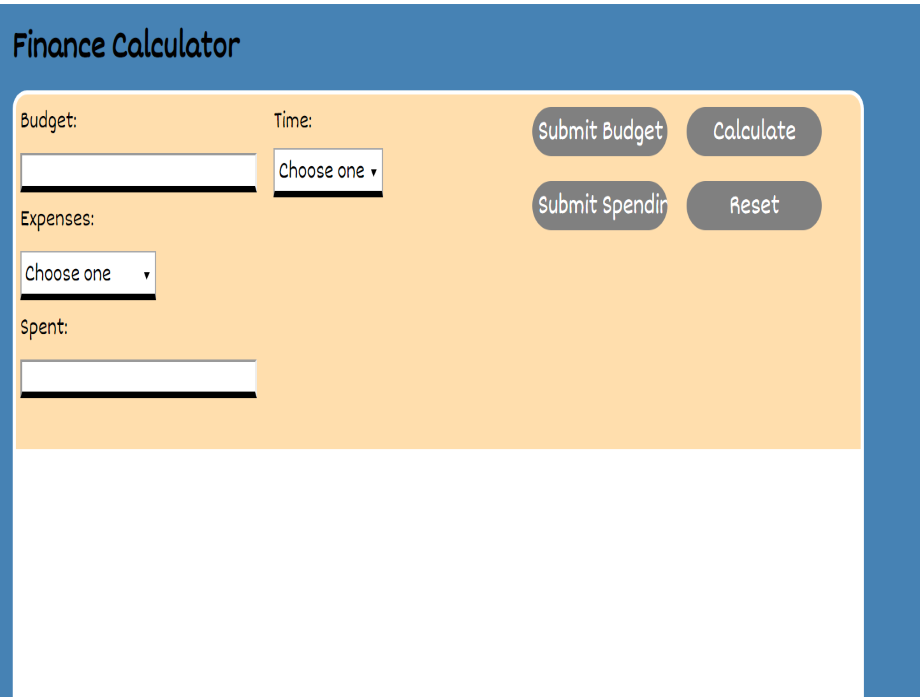 Finance Calculator
Budget:
Time:
Submit Budget
Calculate
Choose one
Submit Spendin
Reset
Expenses:
Choose one
Spent: